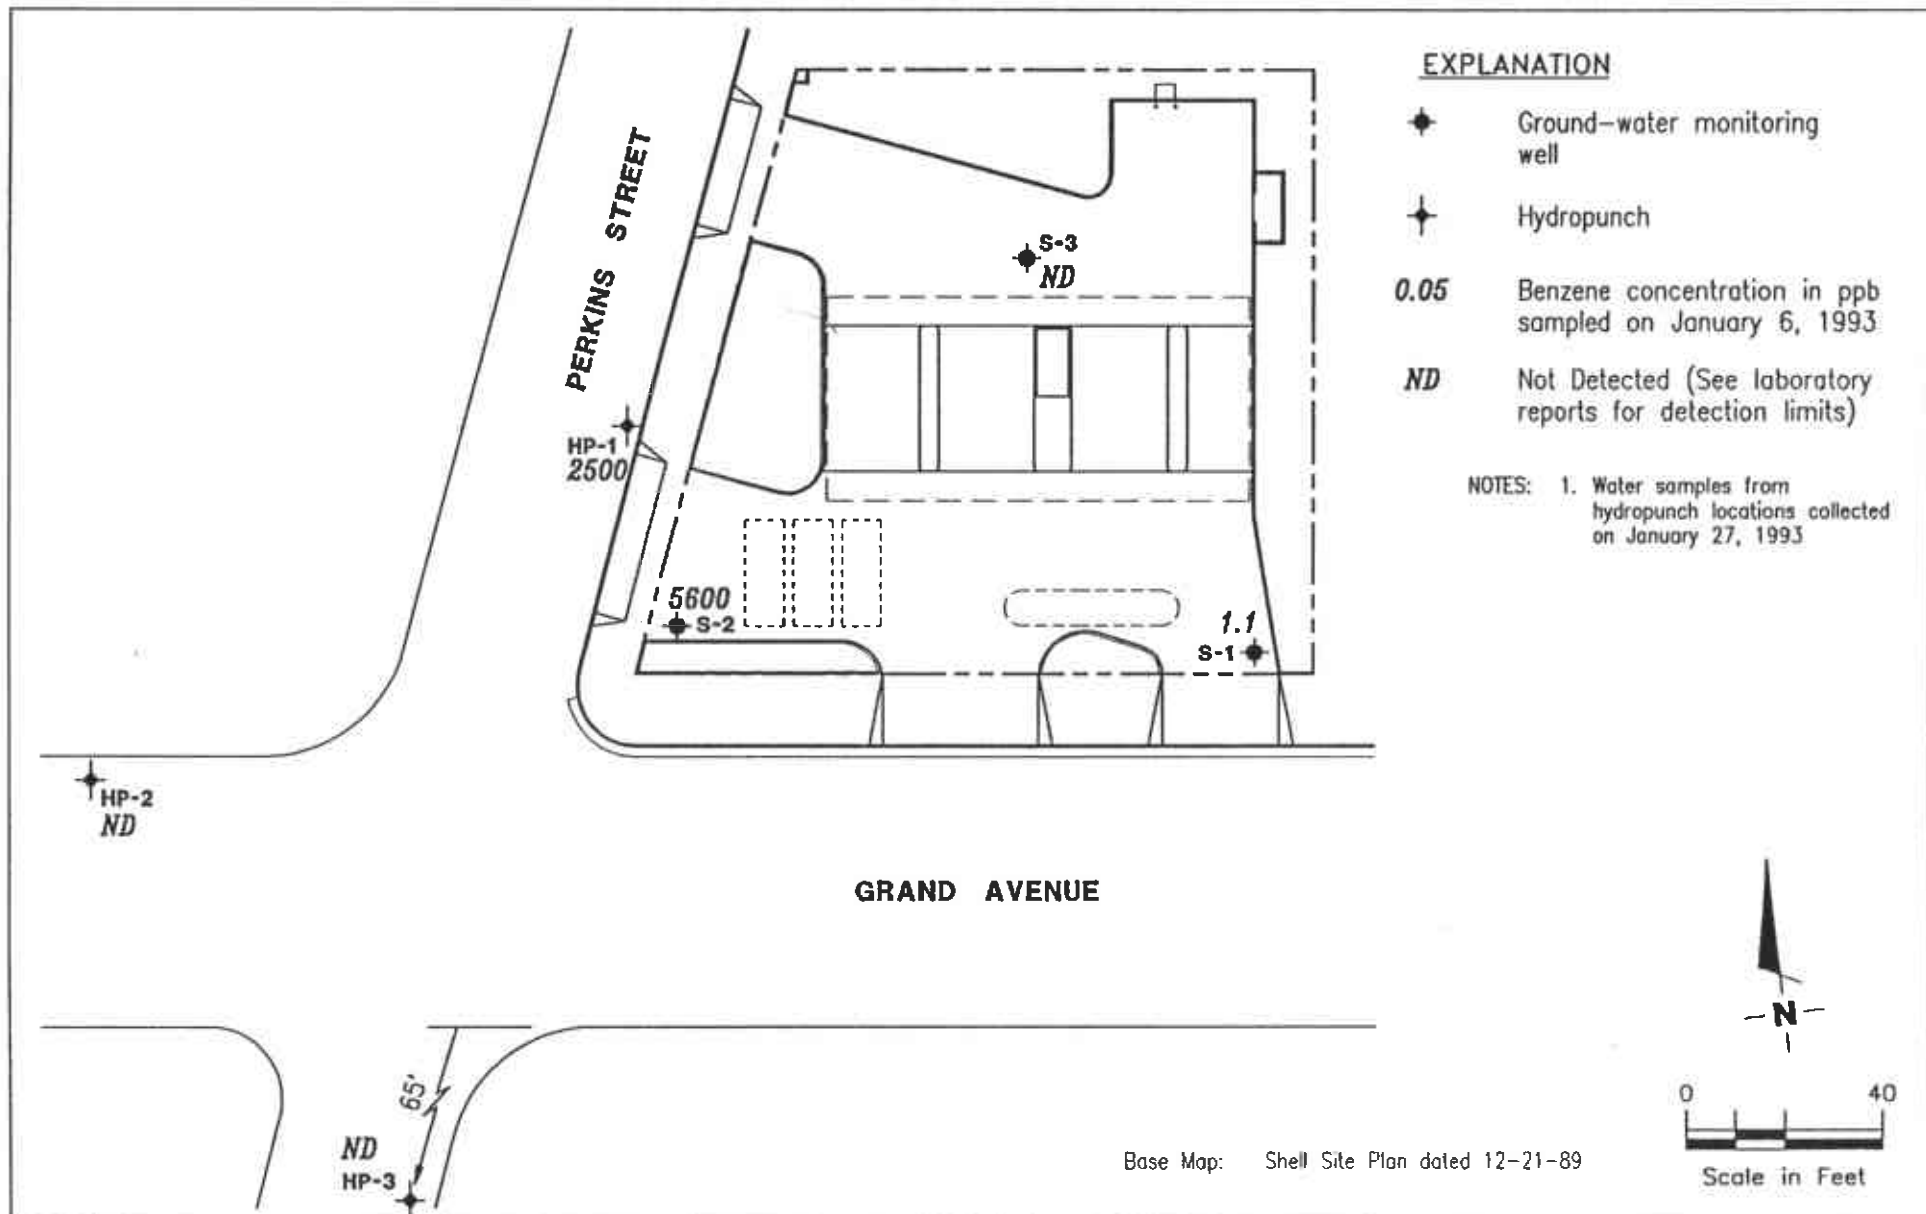 EXPLANATION
Ground-water monitoring
well
Hydropunch
0.05
Benzene concentration in ppb
sampled on January 6, 1993
ND
Not Detected (See laboratory
reports for detection limits)
NOTES: 1. Water samples from
hydropunch locations collected
on January 27, 1993
PERKINS STREET
S-3
ND
HP-1
2500
5600
S-2
1.1
S-1
HP-2
ND
GRAND AVENUE
65'
ND
HP-3
N
0 40
Scale in Feet
Base Map: Shell Site Plan dated 12-21-89